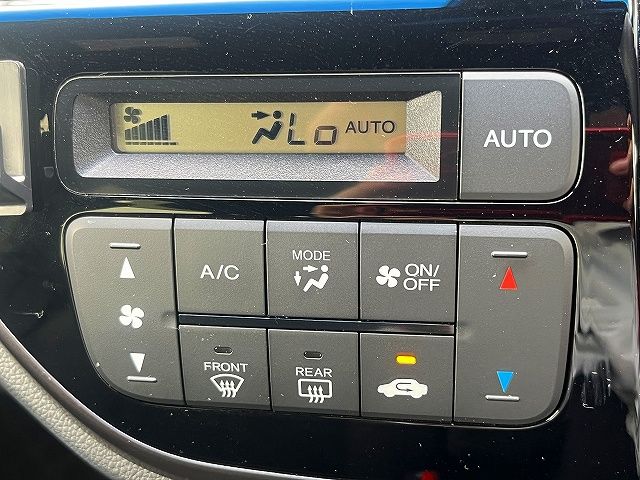 Lo AUTO
AUTO
A/C
MODE
ON/
OFF
FRONT
REAR